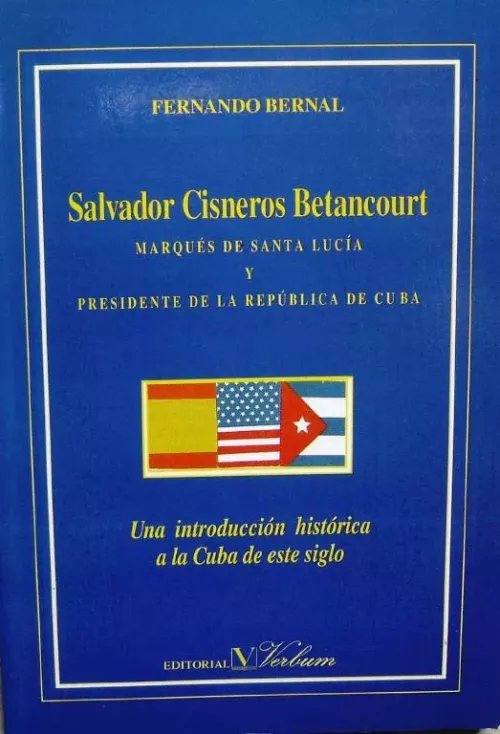 FERNANDO BERNAL
Salvador Cisneros Betancourt
MARQUÉS DE SANTA LUCÍA
Y
PRESIDENTE DE LA REPÚBLICA DE CUBA
Una introducción histórica
a la Cuba de este siglo
EDITORIAL V Verbum